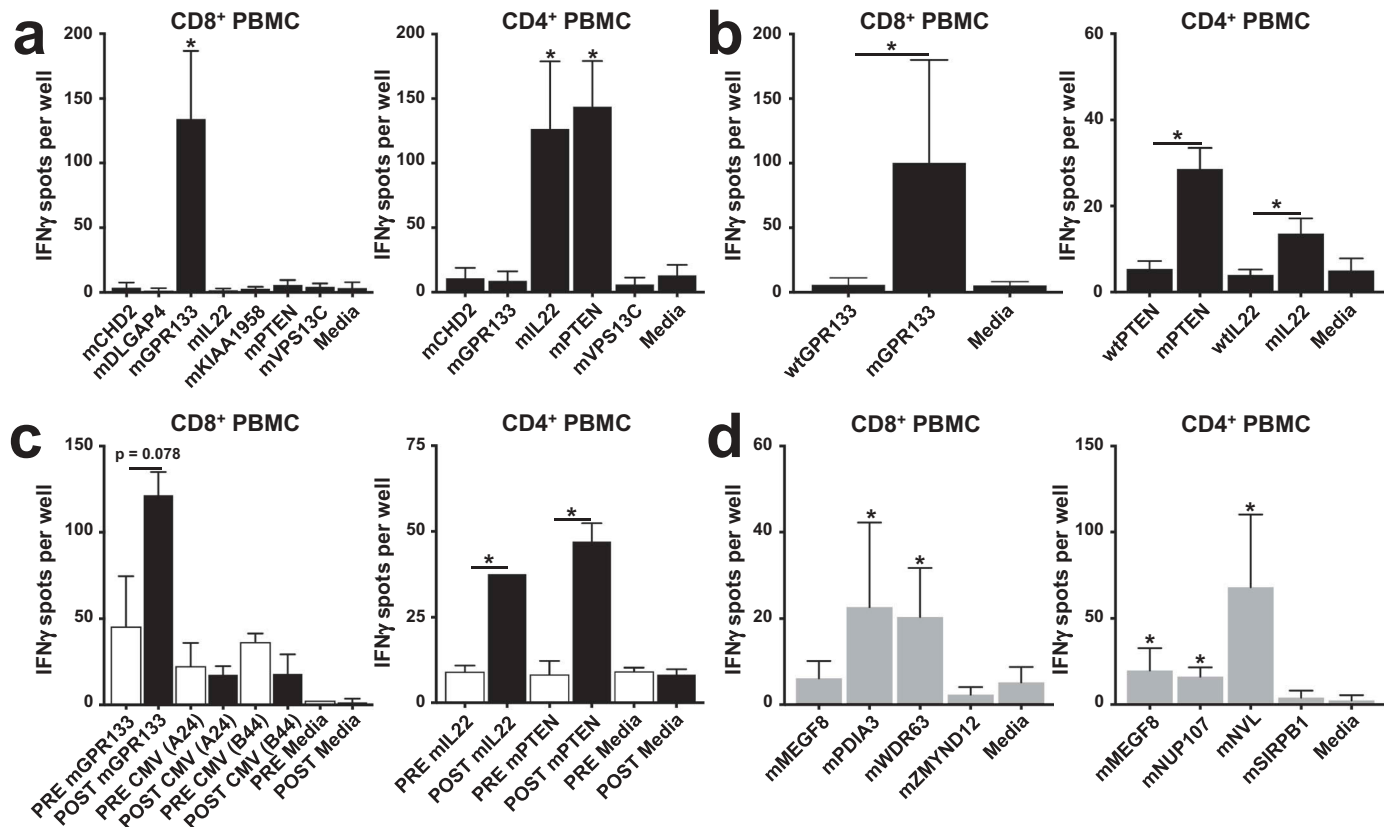 a
CD8+ PBMC
IFNγ spots per well
200
150
100
50
0
*
mCHD2
mDLGAP4
mGPR133
mIL22
mKIAA1958
mPTEN
mVPS13C
Media
CD4+ PBMC
IFNγ spots per well
200
150
100
50
0
*
*
mCHD2
mGPR133
mIL22
mPTEN
mVPS13C
Media
b
CD8+ PBMC
IFNγ spots per well
200
150
100
50
0
*
wtGPR133
mGPR133
Media
CD4+ PBMC
IFNγ spots per well
60
40
20
0
*
*
wtPTEN
mPTEN
wtIL22
mIL22
Media
c
CD8+ PBMC
IFNγ spots per well
150
100
50
0
p = 0.078
PRE mGPR133
POST mGPR133
PRE CMV (A24)
POST CMV (A24)
PRE CMV (B44)
POST CMV (B44)
PRE Media
POST Media
CD4+ PBMC
IFNγ spots per well
75
50
25
0
*
*
PRE mIL22
POST mIL22
PRE mPTEN
POST mPTEN
PRE Media
POST Media
d
CD8+ PBMC
IFNγ spots per well
60
40
20
0
*
*
mMEGF8
mPDIA3
mWDR63
mZMYND12
Media
CD4+ PBMC
IFNγ spots per well
150
100
50
0
*
*
*
mMEGF8
mNUP107
mNVL
mSIRPB1
Media